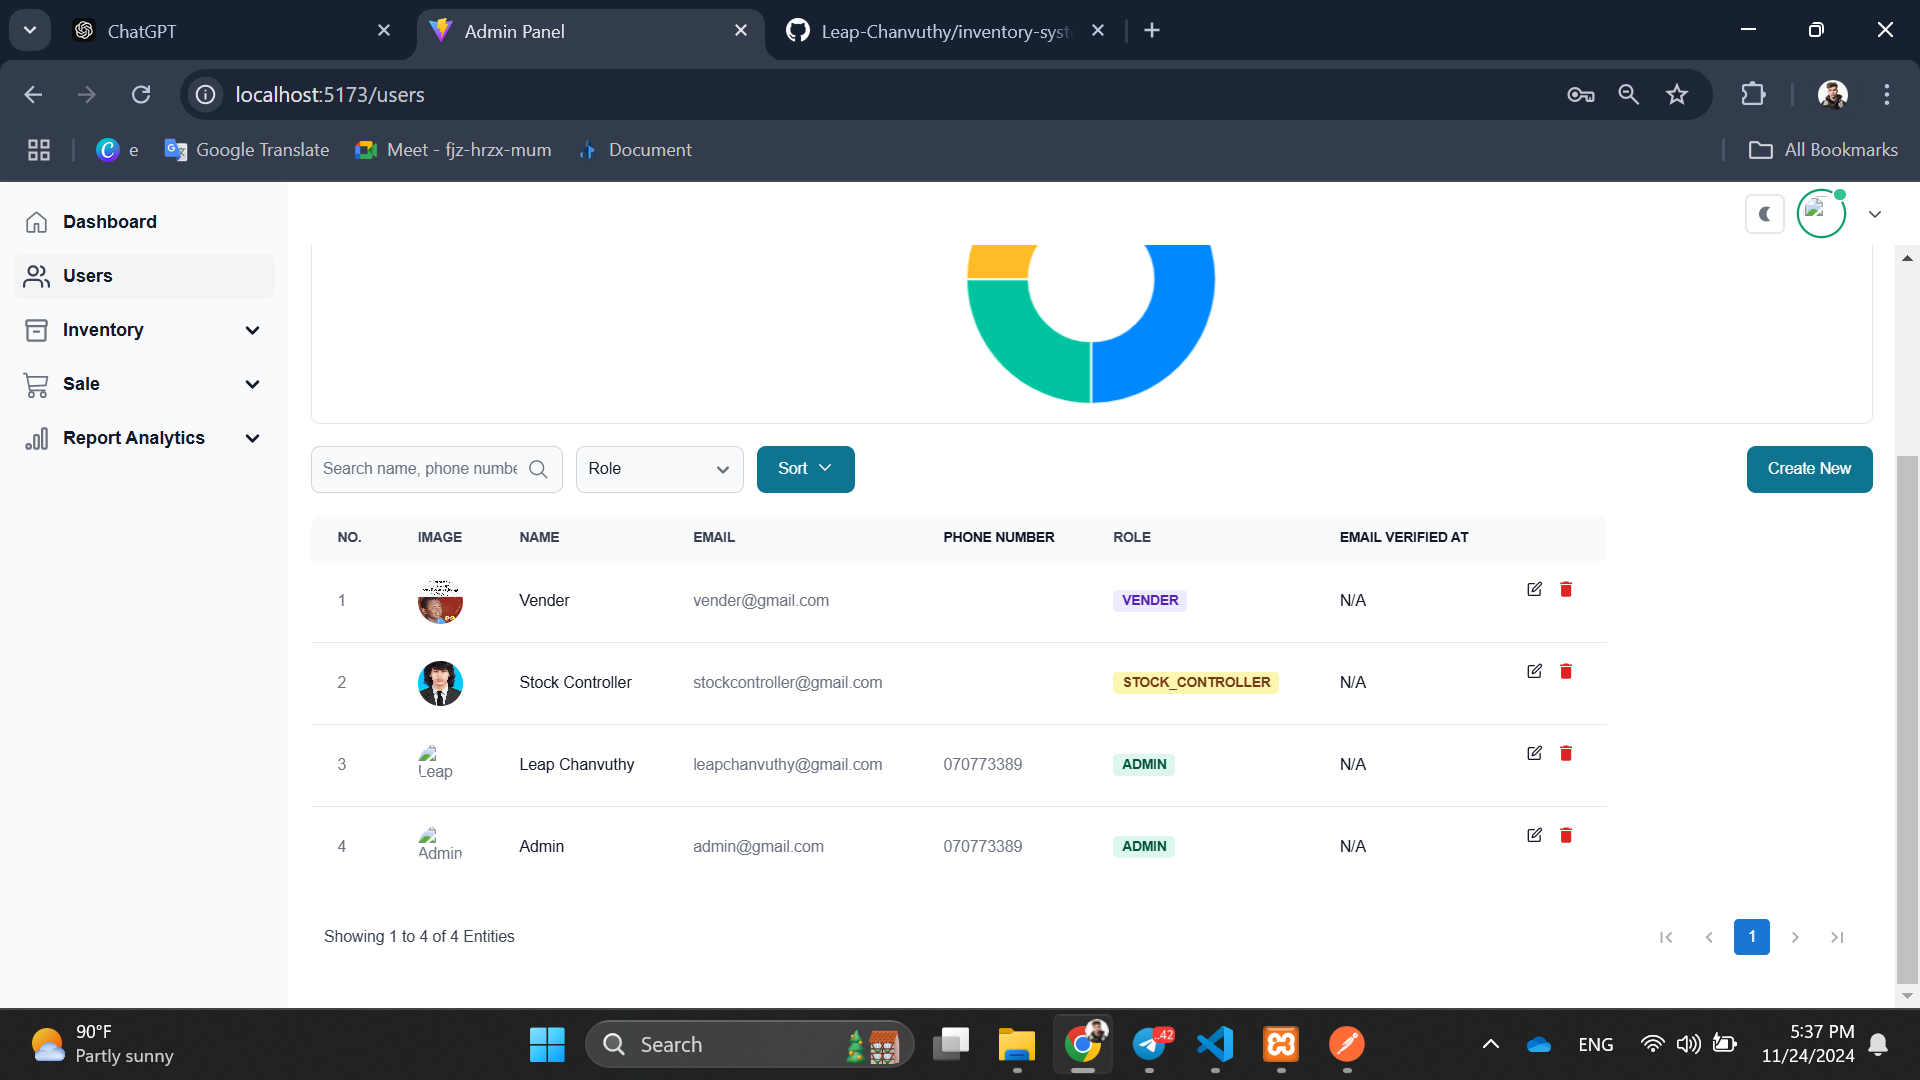 ChatGPT
Admin Panel
Leap-Chanvuthy/inventory-syst
localhost:5173/users
e
Google Translate
Meet - fjz-hrzx-mum
Document
All Bookmarks
Dashboard
Users
Inventory
Sale
Report Analytics
Search name, phone numbe
Role
Sort
Create New
NO. IMAGE NAME EMAIL PHONE NUMBER ROLE EMAIL VERIFIED AT
1 Vender vender@gmail.com VENDER N/A
2 Stock Controller stockcontroller@gmail.com STOCK_CONTROLLER N/A
3 Leap Leap Chanvuthy leapchanvuthy@gmail.com 070773389 ADMIN N/A
4 Admin Admin admin@gmail.com 070773389 ADMIN N/A
Showing 1 to 4 of 4 Entities
1
90°F
Partly sunny
Search
..42
ENG
5:37 PM
11/24/2024